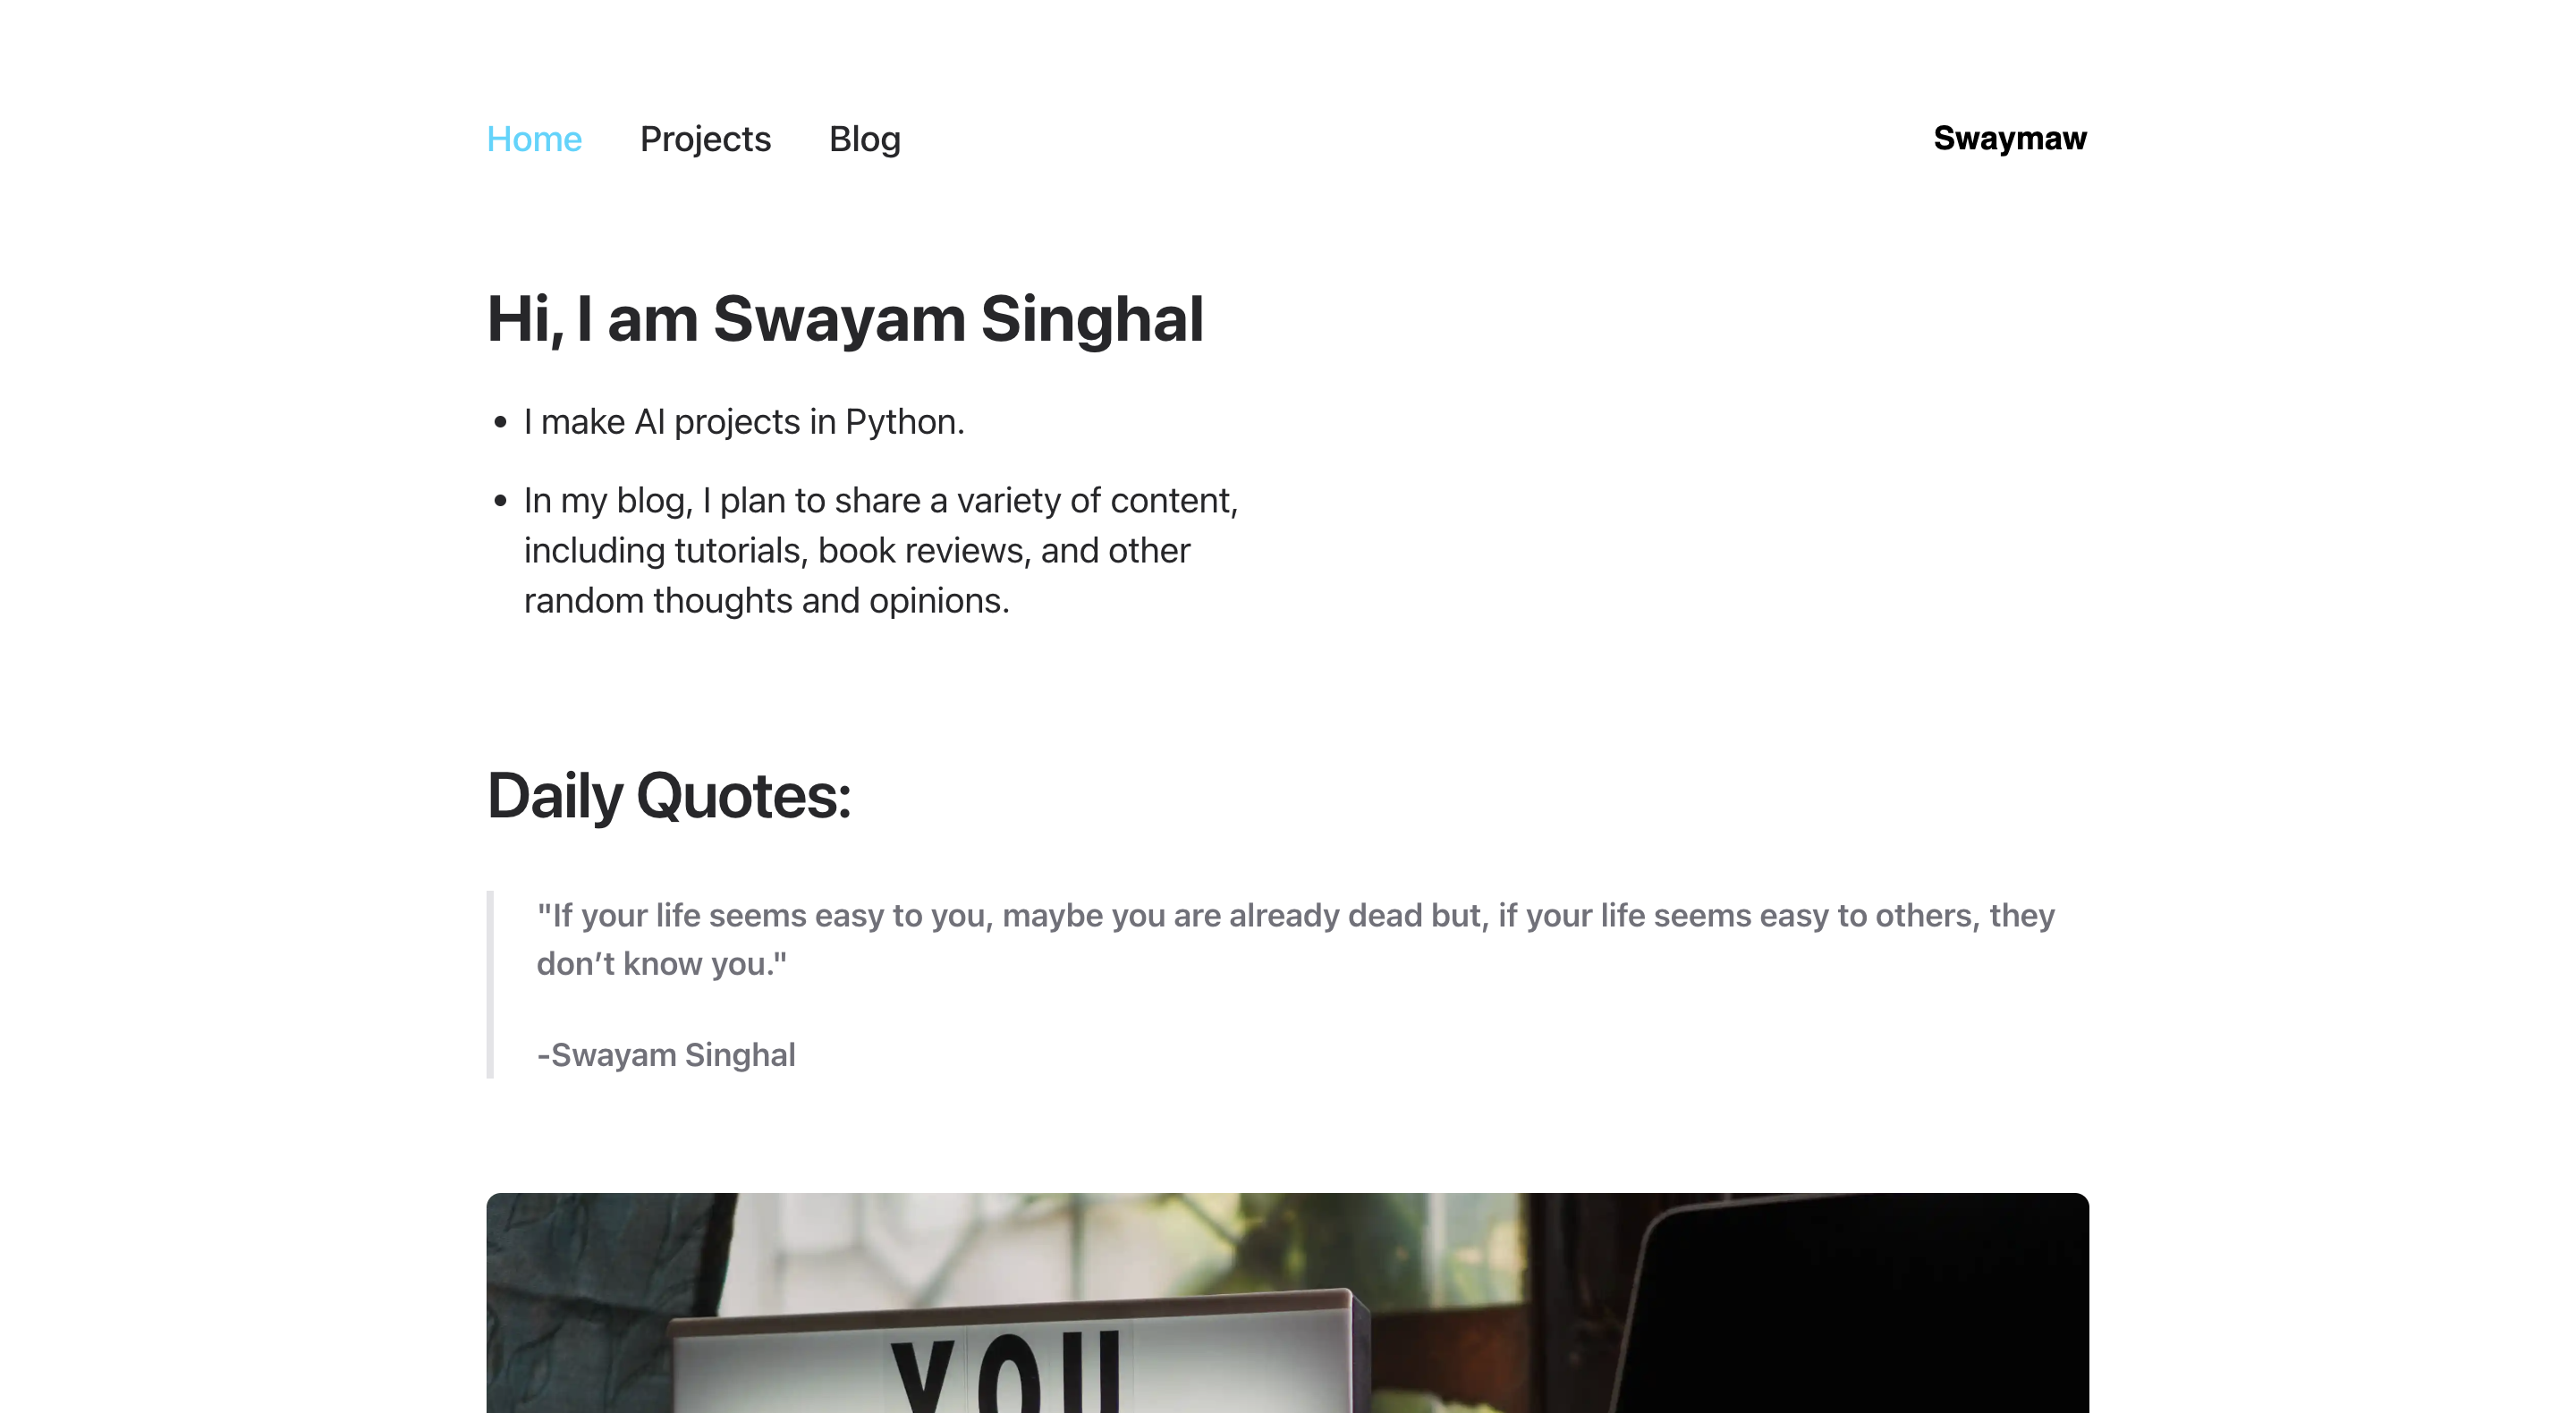 Home Projects Blog Swaymaw
Hi, I am Swayam Singhal
I make AI projects in Python.
In my blog, I plan to share a variety of content,
including tutorials, book reviews, and other
random thoughts and opinions.
Daily Quotes:
"If your life seems easy to you, maybe you are already dead but, if your life seems easy to others, they
don’t know you."
-Swayam Singhal
YOU